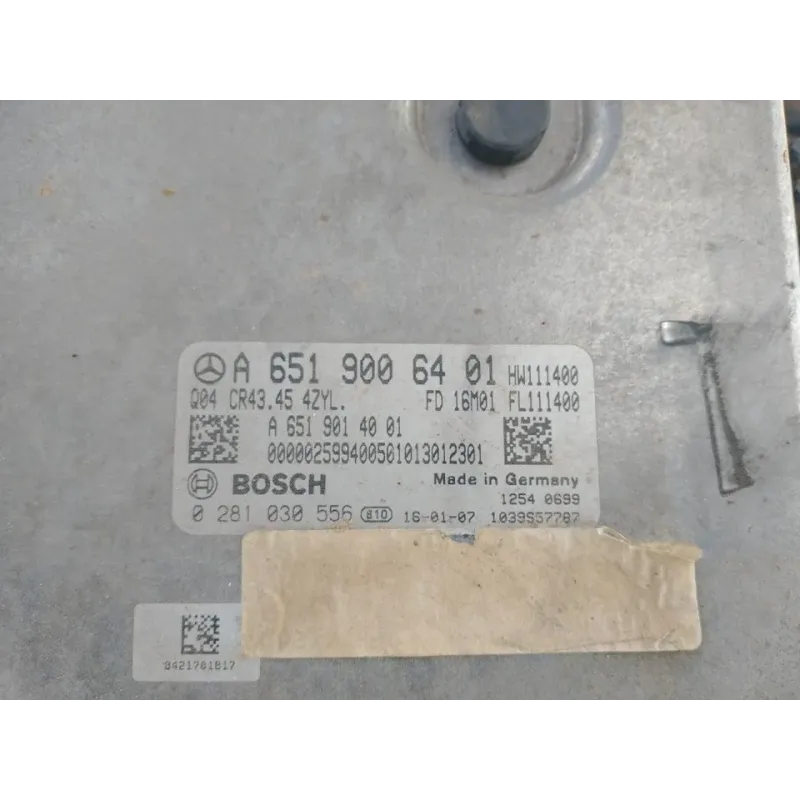 A 651 900 64 01 HW111400
Q04 CR43.45 4ZYL. FD 16M01 FL111400
A 651 901 40 01
000002599400501013012301
BOSCH Made in Germany
1254 0699
0 281 030 556 810 16-01-07 1039S57787
8421781817